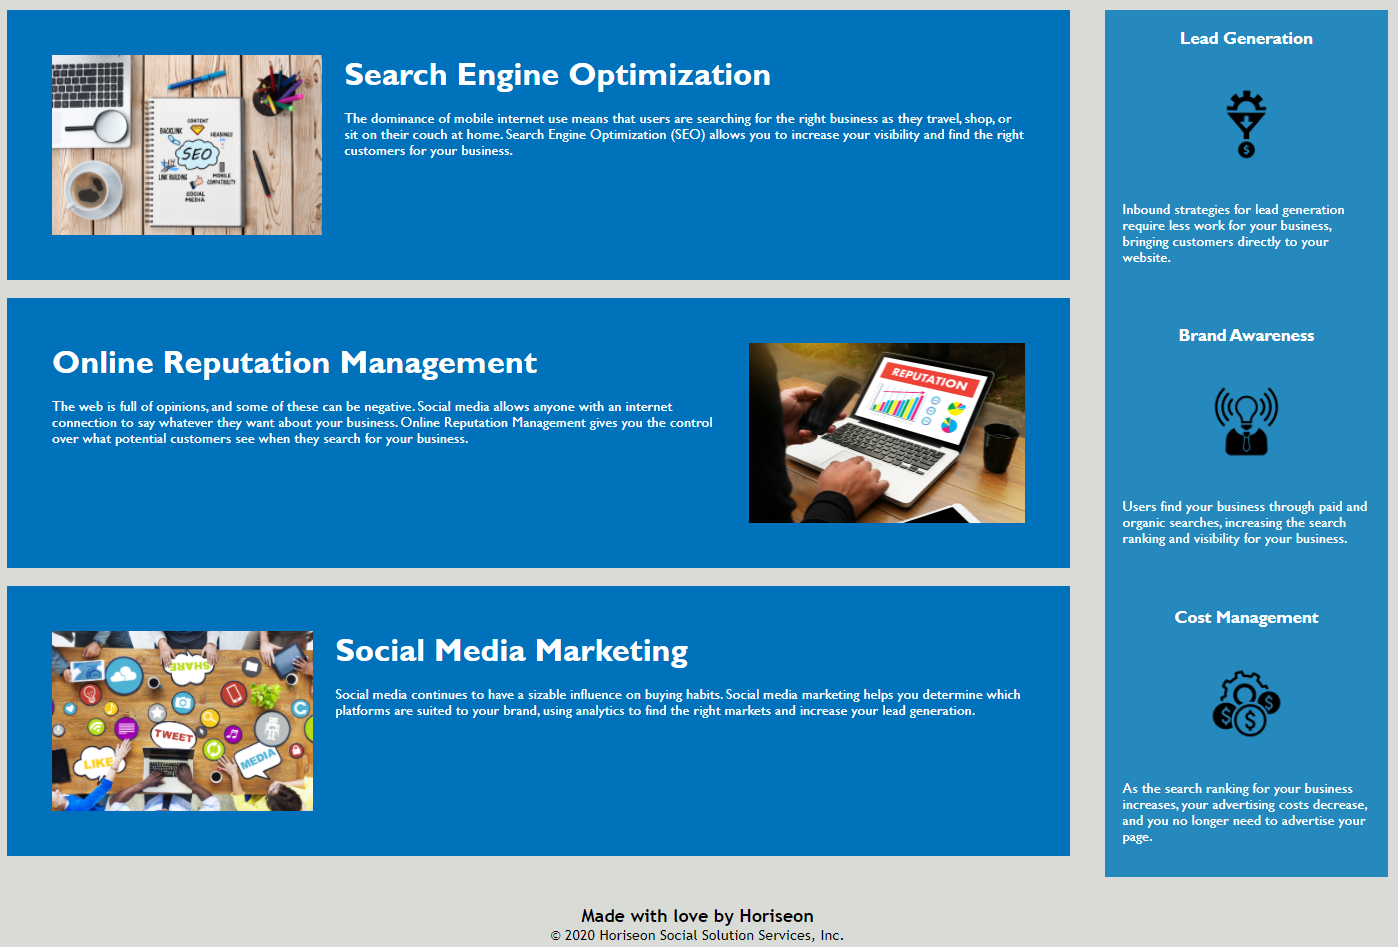 Search Engine Optimization
The dominance of mobile internet use means that users are searching for the right business as they travel, shop, or
sit on their couch at home. Search Engine Optimization (SEO) allows you to increase your visibility and find the right
customers for your business.
CONTENT
BACKLINK
HEADINGS
SEO
LINK BUILDING
MOBILE
COMPATIBILITY
SOCIAL
MEDIA
Online Reputation Management
The web is full of opinions, and some of these can be negative. Social media allows anyone with an internet
connection to say whatever they want about your business. Online Reputation Management gives you the control
over what potential customers see when they search for your business.
REPUTATION
Social Media Marketing
Social media continues to have a sizable influence on buying habits. Social media marketing helps you determine which
platforms are suited to your brand, using analytics to find the right markets and increase your lead generation.
SHARE
TWEET
LIKE
MEDIA
Lead Generation
Inbound strategies for lead generation
require less work for your business,
bringing customers directly to your
website.
Brand Awareness
Users find your business through paid and
organic searches, increasing the search
ranking and visibility for your business.
Cost Management
As the search ranking for your business
increases, your advertising costs decrease,
and you no longer need to advertise your
page.
Made with love by Horiseon
© 2020 Horiseon Social Solution Services, Inc.